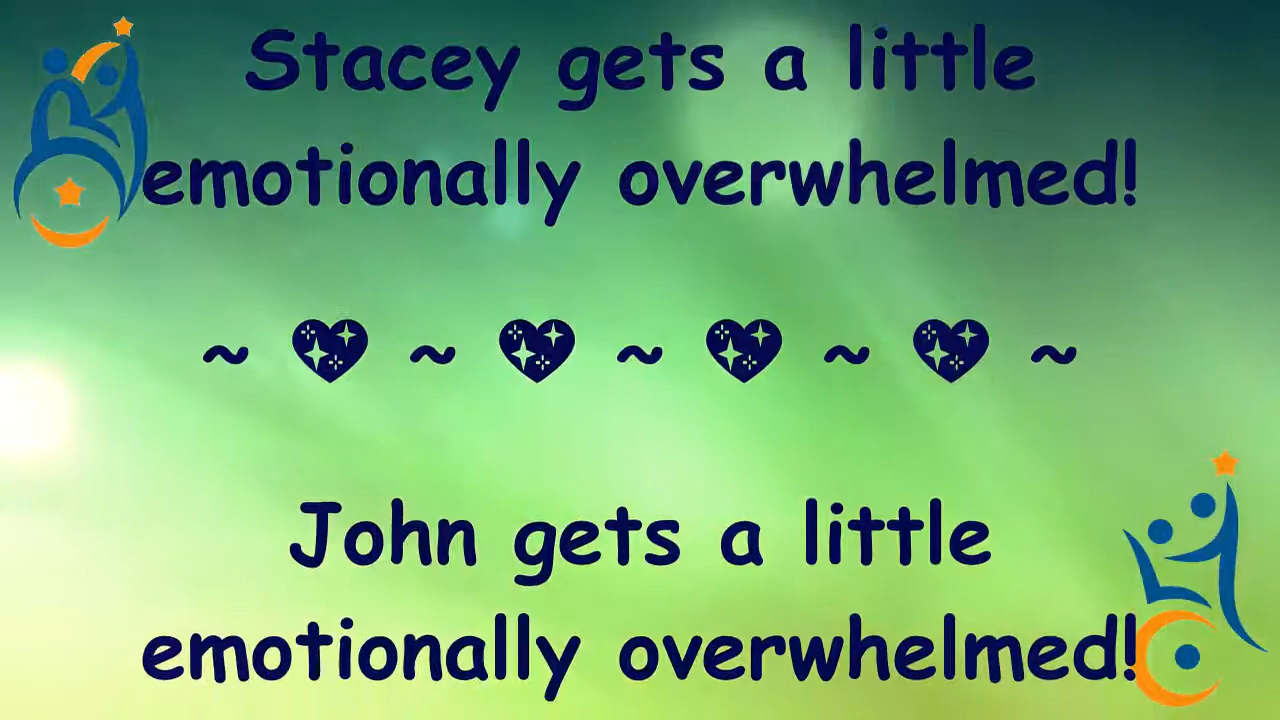 Stacey gets a little
emotionally overwhelmed!
~ 💖 ~ 💖 ~ 💖 ~ 💖 ~
John gets a little
emotionally overwhelmed!